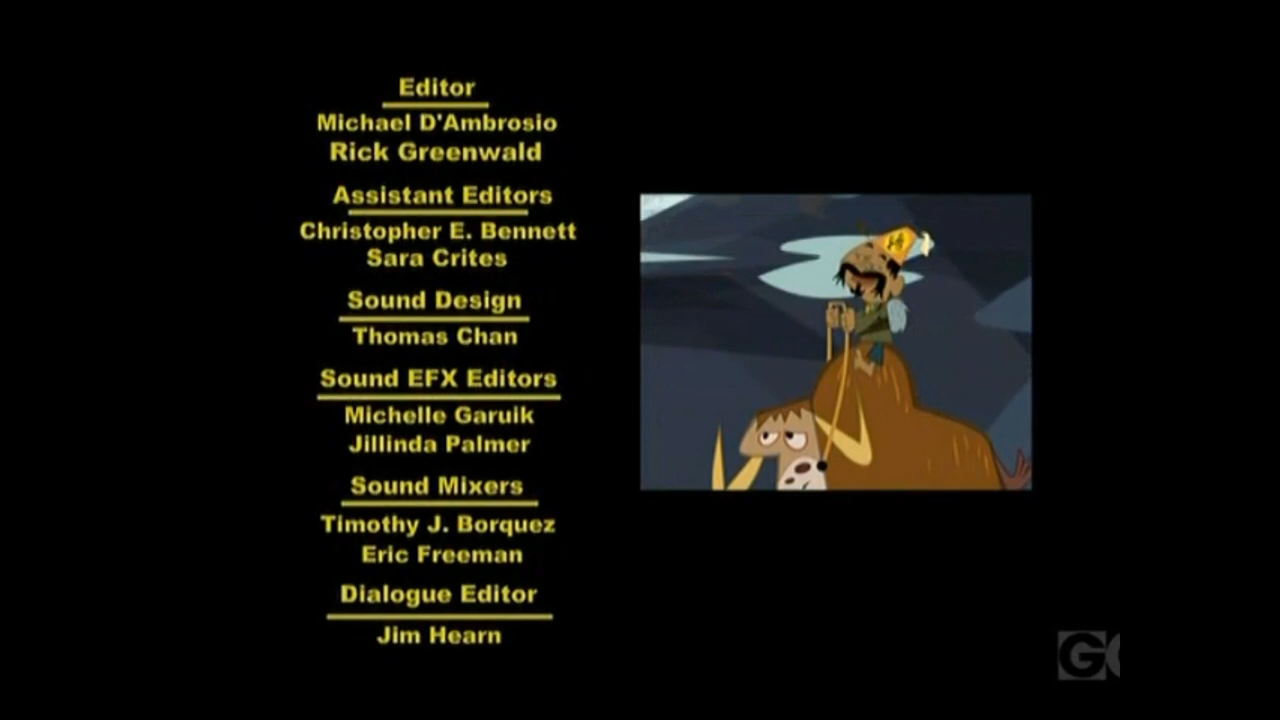 Editor
Michael D'Ambrosio
Rick Greenwald
Assistant Editors
Christopher E. Bennett
Sara Crites
Sound Design
Thomas Chan
Sound EFX Editors
Michelle Garuik
Jillinda Palmer
Sound Mixers
Timothy J. Borquez
Eric Freeman
Dialogue Editor
Jim Hearn
G